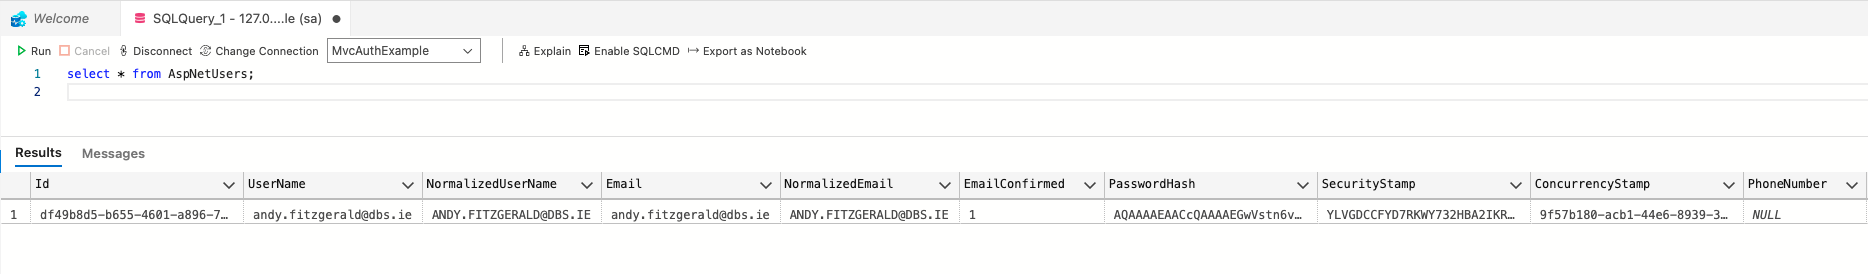 Welcome
SQLQuery_1 - 127.0....le (sa)
Run Cancel Disconnect Change Connection MvcAuthExample Explain Enable SQLCMD Export as Notebook
1 select * from AspNetUsers;
2
Results Messages
Id UserName NormalizedUserName Email NormalizedEmail EmailConfirmed PasswordHash SecurityStamp ConcurrencyStamp PhoneNumber
1 df49b8d5-b655-4601-a896-7… andy.fitzgerald@dbs.ie ANDY.FITZGERALD@DBS.IE andy.fitzgerald@dbs.ie ANDY.FITZGERALD@DBS.IE 1 AQAAAAEAACcQAAAAEGwVstn6v… YLVGDCCFYD7RKWY732HBA2IKR… 9f57b180-acb1-44e6-8939-3… NULL